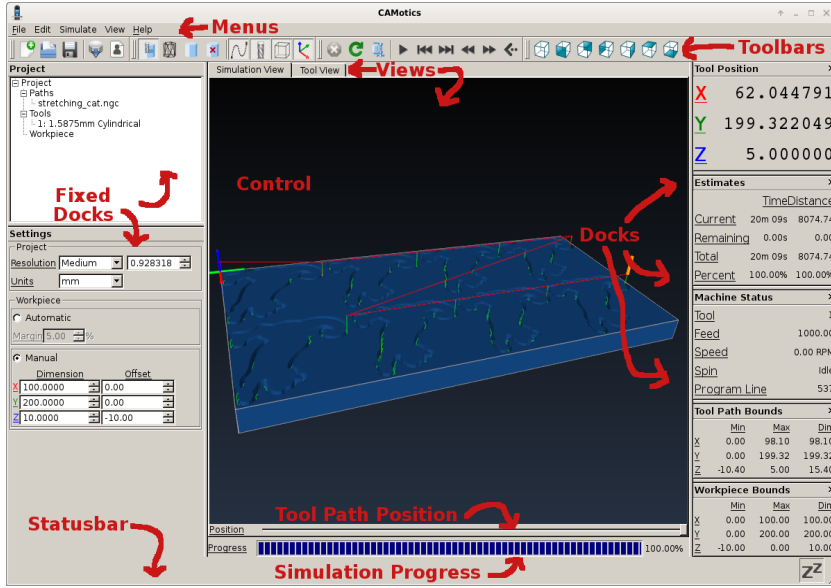 CAMotics
File Edit Simulate View Help
Menus
Toolbars
Project
Project
Paths
stretching_cat.ngc
Tools
1: 1.5875mm Cylindrical
Workpiece
Fixed
Docks
Settings
Project
Resolution Medium 0.928318
Units mm
Workpiece
Automatic
Margin 5.00 %
Manual
Dimension Offset
X 100.0000 0.00
Y 200.0000 0.00
Z 10.0000 -10.00
Statusbar
Simulation View Tool View
Views
Control
Docks
Tool Path Position
Position
Progress 100.00%
Simulation Progress
Tool Position
X 62.044791
Y 199.322049
Z 5.000000
Estimates
Time Distance
Current 20m 09s 8074.74
Remaining 0.00s 0.00
Total 20m 09s 8074.74
Percent 100.00% 100.00%
Machine Status
Tool 1
Feed 1000.00
Speed 0.00 RPM
Spin Idle
Program Line 537
Tool Path Bounds
Min Max Dim
X 0.00 98.10 98.10
Y 0.00 199.32 199.32
Z -10.40 5.00 15.40
Workpiece Bounds
Min Max Dim
X 0.00 100.00 100.00
Y 0.00 200.00 200.00
Z -10.00 0.00 10.00
zZ